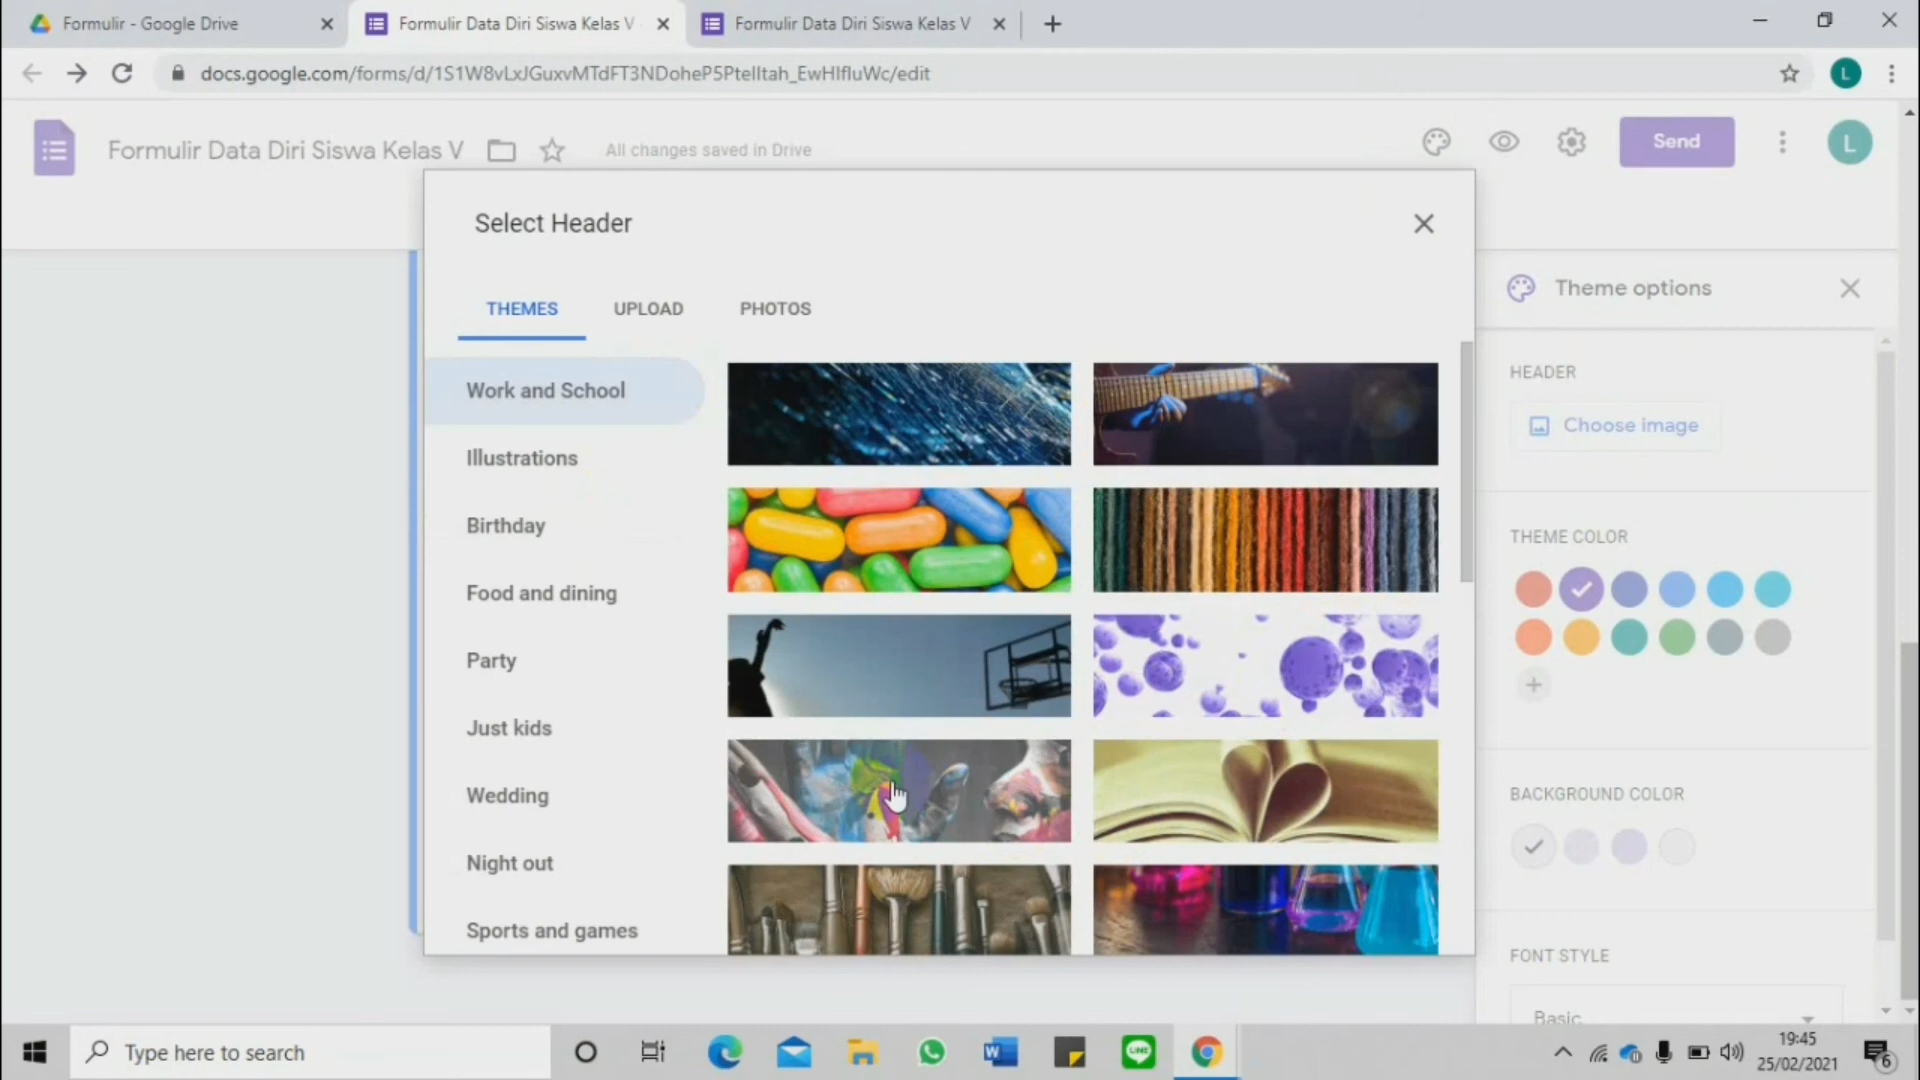 Formulir - Google Drive
Formulir Data Diri Siswa Kelas V
Formulir Data Diri Siswa Kelas V
docs.google.com/forms/d/1S1W8vLxJGuxvMTdFT3NDoheP5PtelItah_EwHIfIuWc/edit
L
Formulir Data Diri Siswa Kelas V
All changes saved in Drive
Send
L
Select Header
THEMES
UPLOAD
PHOTOS
Work and School
Illustrations
Birthday
Food and dining
Party
Just kids
Wedding
Night out
Sports and games
Theme options
HEADER
Choose image
THEME COLOR
BACKGROUND COLOR
FONT STYLE
Basic
Type here to search
LINE
19:45
25/02/2021
6